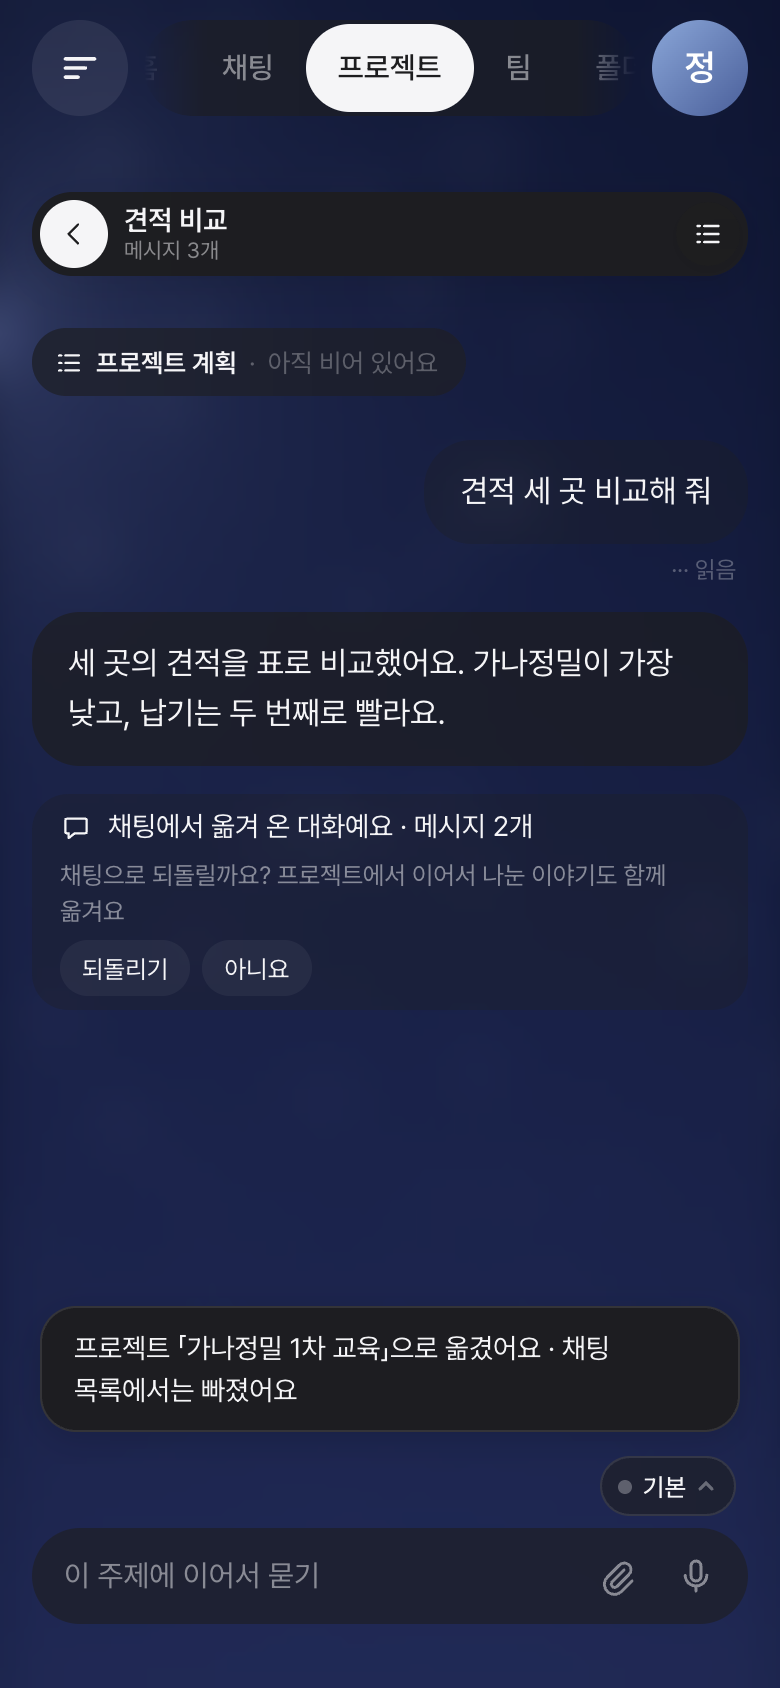 채팅
프로젝트
팀
정
견적 비교
메시지 3개
프로젝트 계획 · 아직 비어 있어요
견적 세 곳 비교해 줘
··· 읽음
세 곳의 견적을 표로 비교했어요. 가나정밀이 가장
낮고, 납기는 두 번째로 빨라요.
채팅에서 옮겨 온 대화예요 · 메시지 2개
채팅으로 되돌릴까요? 프로젝트에서 이어서 나눈 이야기도 함께
옮겨요
되돌리기
아니요
프로젝트 「가나정밀 1차 교육」으로 옮겼어요 · 채팅
목록에서는 빠졌어요
기본
이 주제에 이어서 묻기